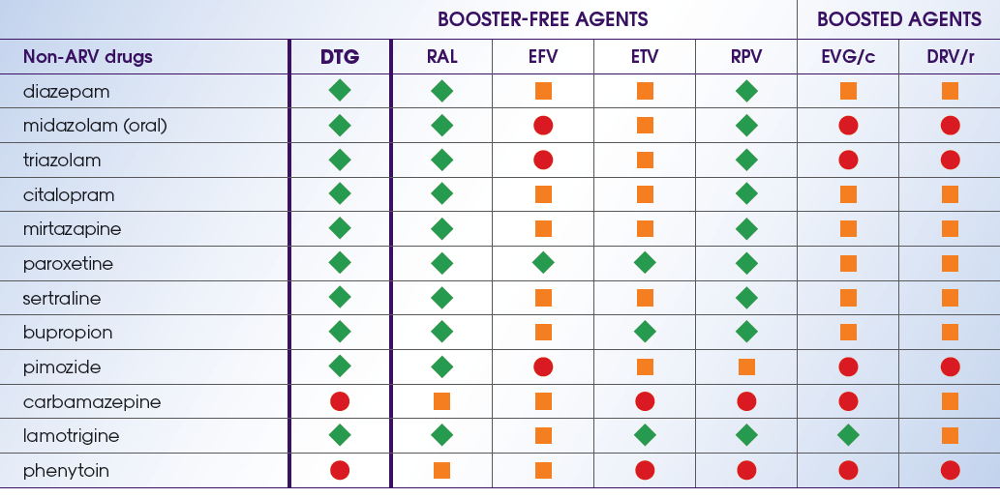 BOOSTER-FREE AGENTS BOOSTED AGENTS
Non-ARV drugs DTG RAL EFV ETV RPV EVG/c DRV/r
diazepam
midazolam (oral)
triazolam
citalopram
mirtazapine
paroxetine
sertraline
bupropion
pimozide
carbamazepine
lamotrigine
phenytoin